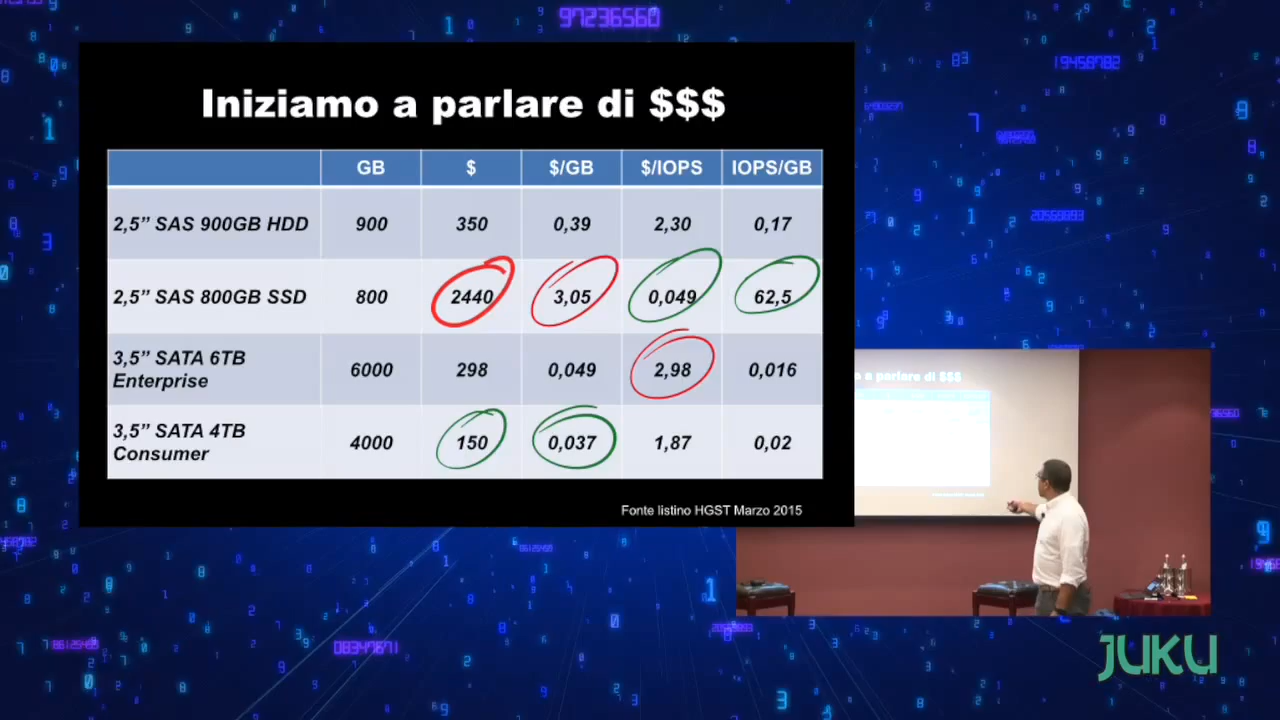 97236560
19458782
Iniziamo a parlare di $$$
GB $ $/GB $/IOPS IOPS/GB
2,5” SAS 900GB HDD 900 350 0,39 2,30 0,17
2,5” SAS 800GB SSD 800 2440 3,05 0,049 62,5
3,5” SATA 6TB
Enterprise 6000 298 0,049 2,98 0,016
3,5” SATA 4TB
Consumer 4000 150 0,037 1,87 0,02
Fonte listino HGST Marzo 2015
a parlare di $$$
JUKU